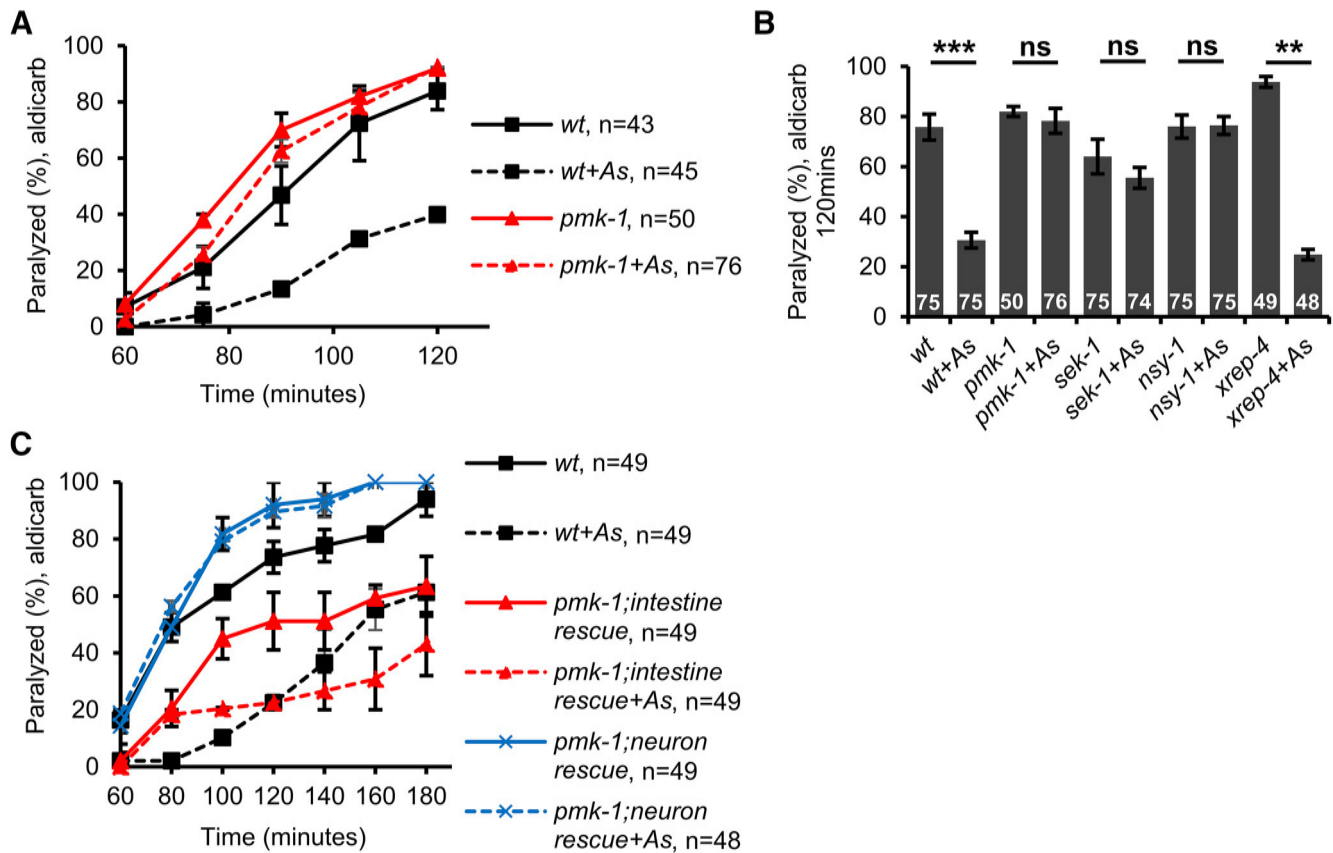 A
Paralyzed (%), aldicarb
100
80
60
40
20
0
60
80
100
120
Time (minutes)
wt, n=43
wt+As, n=45
pmk-1, n=50
pmk-1+As, n=76
B
Paralyzed (%), aldicarb
120mins
100
80
60
40
20
0
***
ns
ns
ns
**
75
75
50
76
75
74
75
75
49
48
wt
wt+As
pmk-1
pmk-1+As
sek-1
sek-1+As
nsy-1
nsy-1+As
xrep-4
xrep-4+As
C
Paralyzed (%), aldicarb
100
80
60
40
20
0
60
80
100
120
140
160
180
Time (minutes)
wt, n=49
wt+As, n=49
pmk-1;intestine
rescue, n=49
pmk-1;intestine
rescue+As, n=49
pmk-1;neuron
rescue, n=49
pmk-1;neuron
rescue+As, n=48